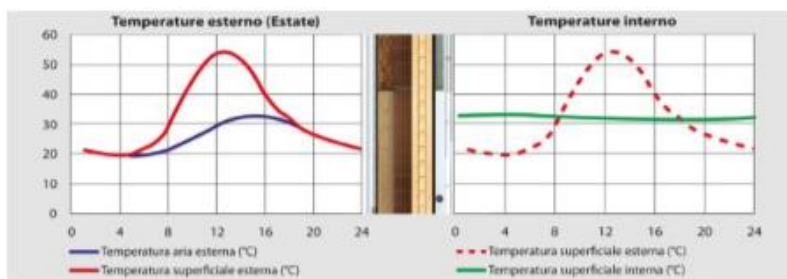 Temperature esterno (Estate)
60
50
40
30
20
10
0
0 4 8 12 16 20 24
Temperatura aria esterna (°C)
Temperatura superficiale esterna (°C)
Temperature interno
0 4 8 12 16 20 24
Temperatura superficiale esterna (°C)
Temperatura superficiale interna (°C)